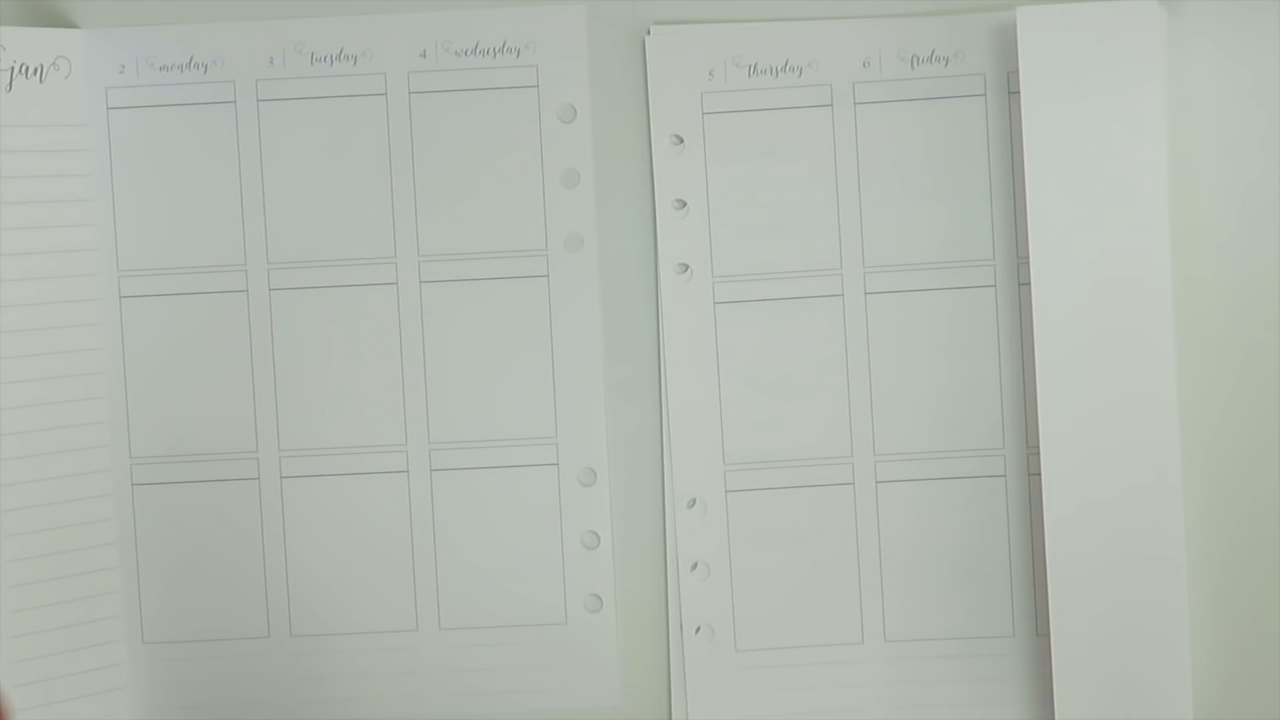 jan
2 | monday
3 | tuesday
4 | wednesday
5 | thursday
6 | friday